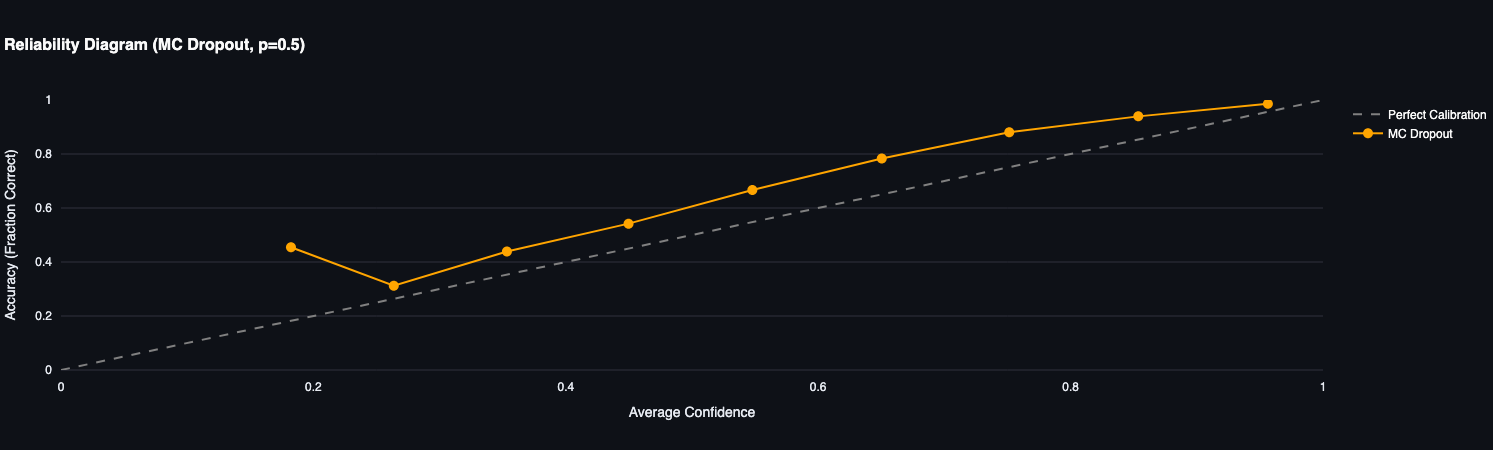 Reliability Diagram (MC Dropout, p=0.5)
1
0.8
0.6
0.4
0.2
0
Accuracy (Fraction Correct)
0
0.2
0.4
0.6
0.8
1
Average Confidence
Perfect Calibration
MC Dropout